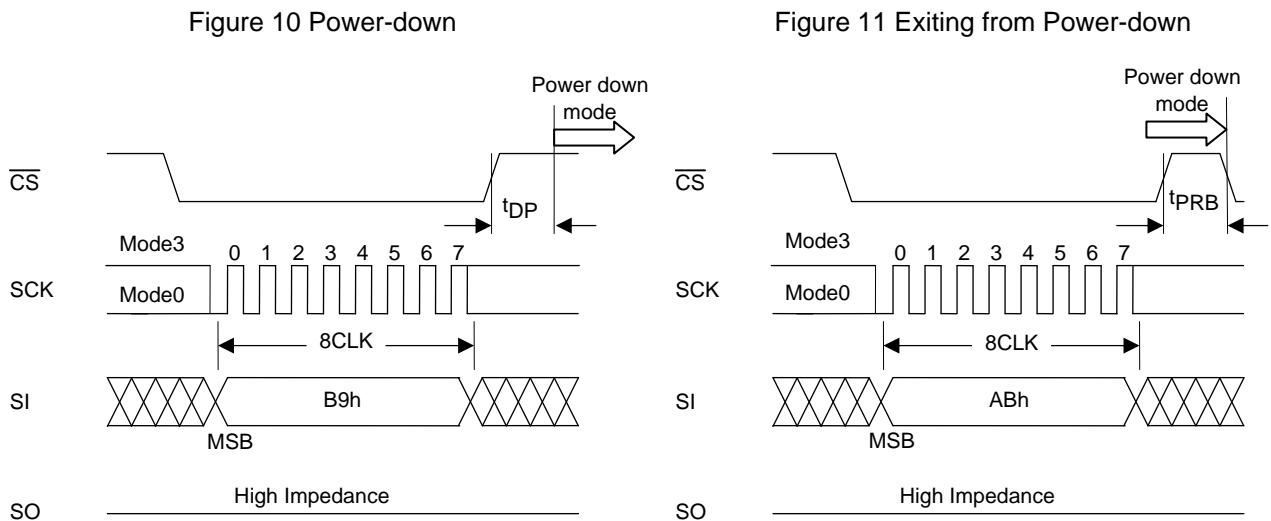 Figure 10 Power-down
Power down
mode
CS
tDP
Mode3
0 1 2 3 4 5 6 7
SCK
Mode0
8CLK
SI
B9h
MSB
High Impedance
SO
Figure 11 Exiting from Power-down
Power down
mode
CS
tPRB
Mode3
0 1 2 3 4 5 6 7
SCK
Mode0
8CLK
SI
ABh
MSB
High Impedance
SO